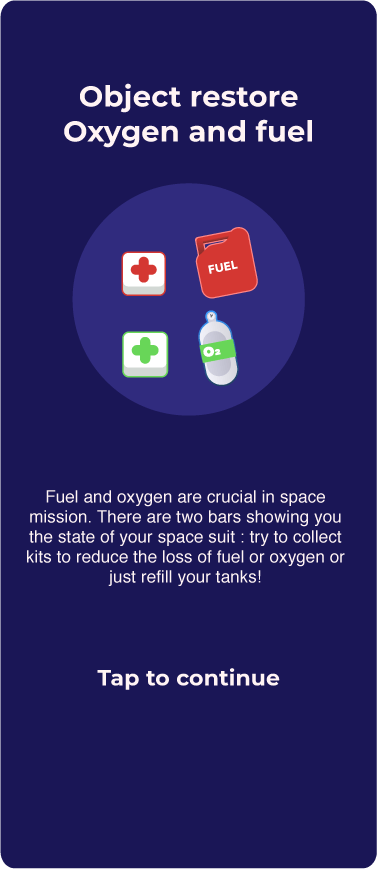 Object restore
Oxygen and fuel
FUEL
O2
Fuel and oxygen are crucial in space
mission. There are two bars showing you
the state of your space suit : try to collect
kits to reduce the loss of fuel or oxygen or
just refill your tanks!
Tap to continue